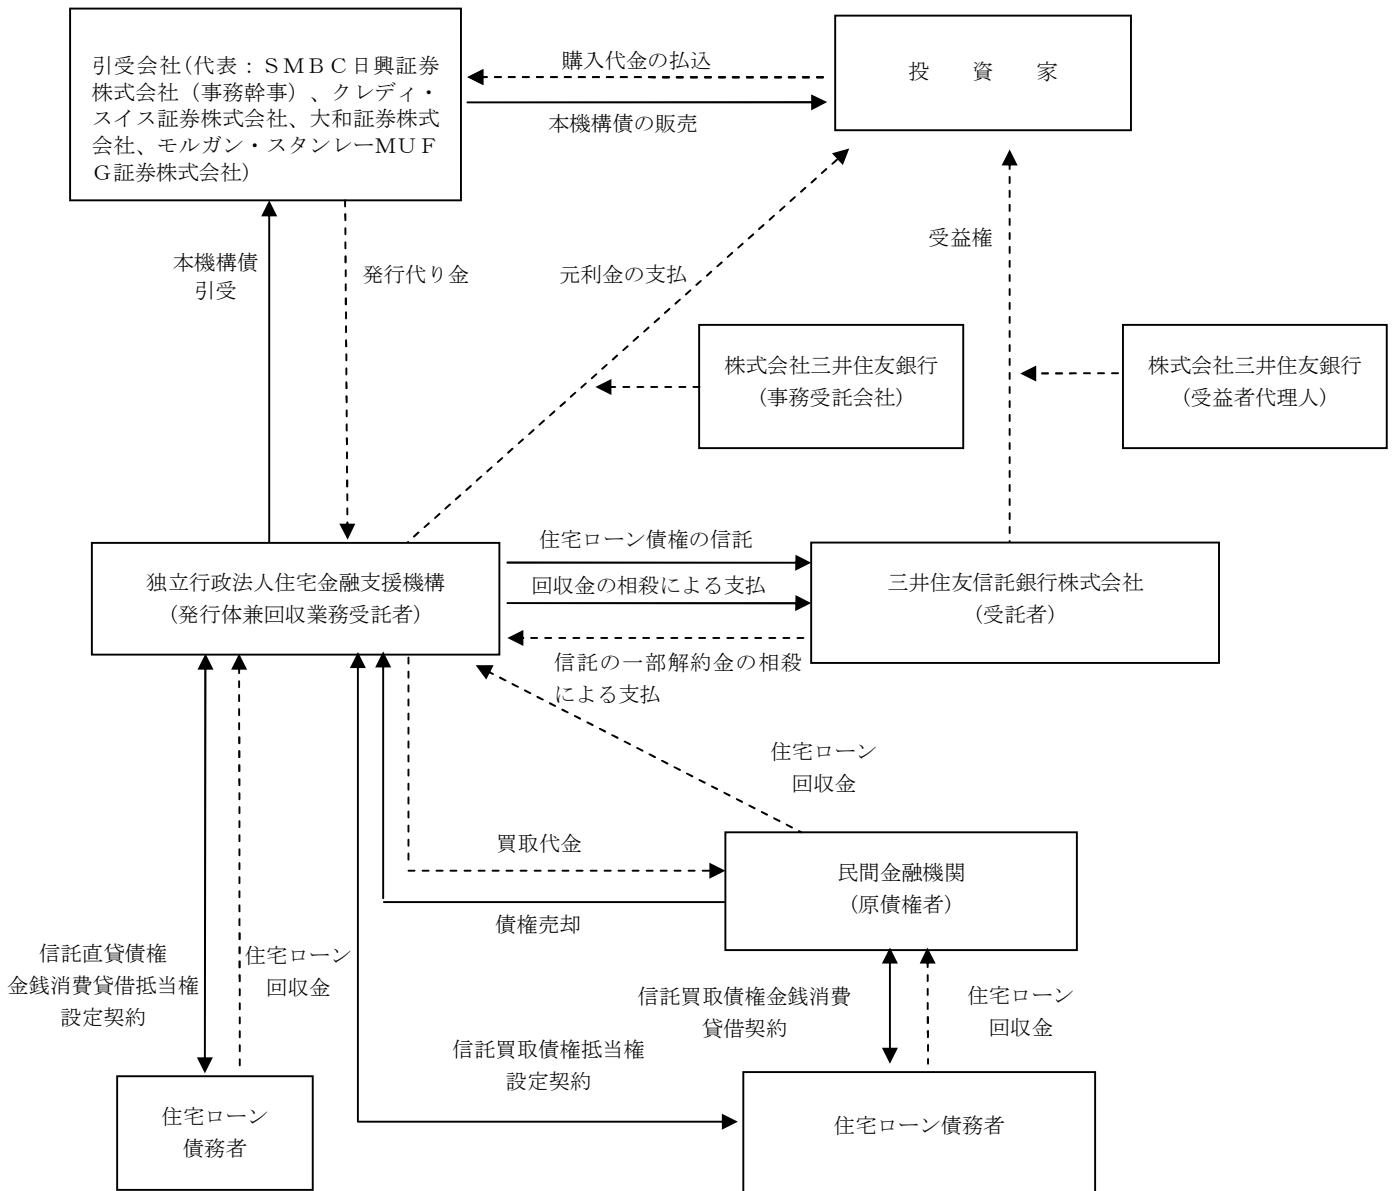 引受会社(代表：ＳＭＢＣ日興証券
株式会社（事務幹事）、クレディ・
スイス証券株式会社、大和証券株式
会社、モルガン・スタンレーMUＦ
Ｇ証券株式会社)
購入代金の払込
本機構債の販売
投　資　家
本機構債
引受
発行代り金
元利金の支払
受益権
株式会社三井住友銀行
（事務受託会社）
株式会社三井住友銀行
（受益者代理人）
独立行政法人住宅金融支援機構
（発行体兼回収業務受託者）
住宅ローン債権の信託
回収金の相殺による支払
信託の一部解約金の相殺
による支払
三井住友信託銀行株式会社
（受託者）
住宅ローン
回収金
買取代金
債権売却
民間金融機関
（原債権者）
信託直貸債権
金銭消費貸借抵当権
設定契約
住宅ローン
回収金
信託買取債権金銭消費
貸借契約
住宅ローン
回収金
信託買取債権抵当権
設定契約
住宅ローン
債務者
住宅ローン債務者